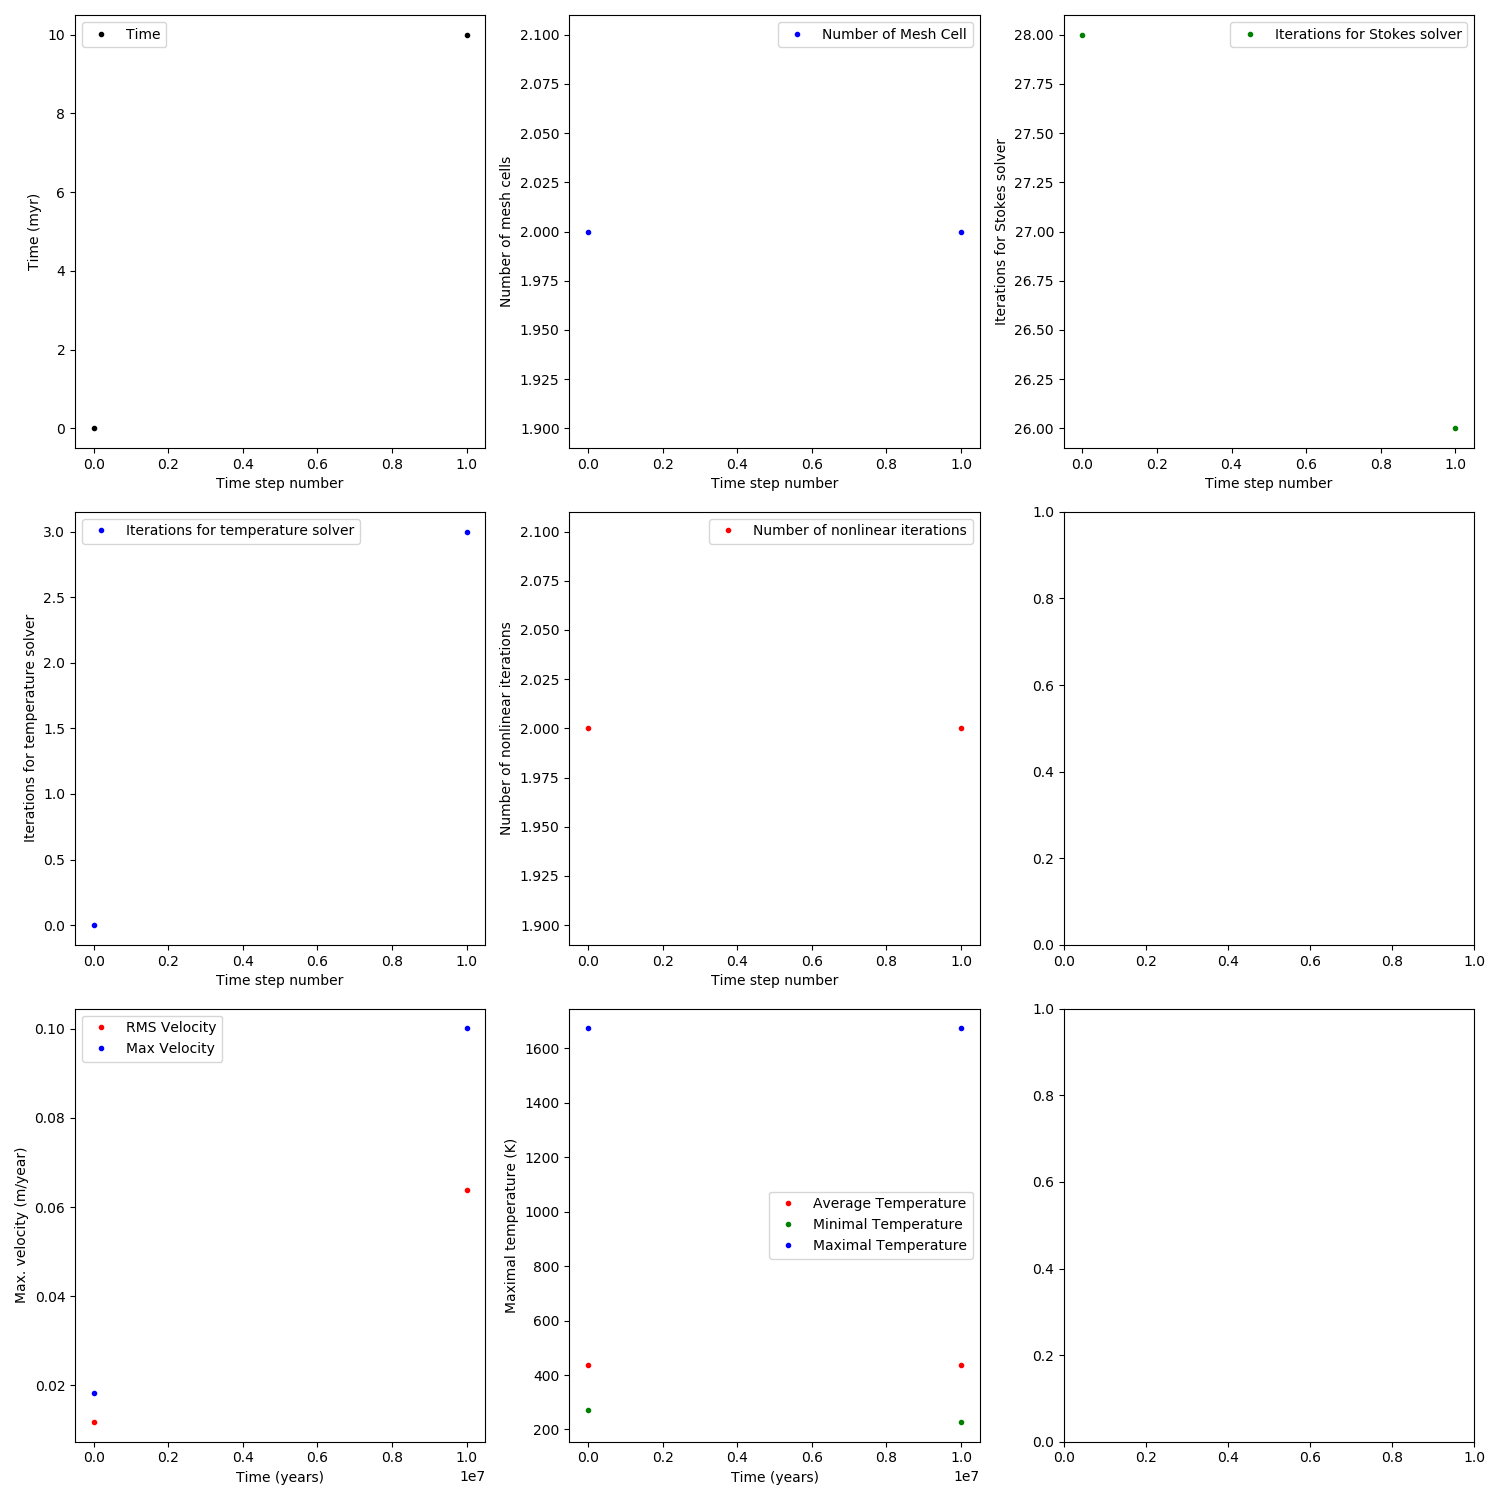 Time
10
8
6
4
2
0
Time (myr)
0.0 0.2 0.4 0.6 0.8 1.0
Time step number
Number of Mesh Cell
2.100
2.075
2.050
2.025
2.000
1.975
1.950
1.925
1.900
Number of mesh cells
0.0 0.2 0.4 0.6 0.8 1.0
Time step number
Iterations for Stokes solver
28.00
27.75
27.50
27.25
27.00
26.75
26.50
26.25
26.00
Iterations for Stokes solver
0.0 0.2 0.4 0.6 0.8 1.0
Time step number
Iterations for temperature solver
3.0
2.5
2.0
1.5
1.0
0.5
0.0
Iterations for temperature solver
0.0 0.2 0.4 0.6 0.8 1.0
Time step number
Number of nonlinear iterations
2.100
2.075
2.050
2.025
2.000
1.975
1.950
1.925
1.900
Number of nonlinear iterations
0.0 0.2 0.4 0.6 0.8 1.0
Time step number
1.0
0.8
0.6
0.4
0.2
0.0
0.0 0.2 0.4 0.6 0.8 1.0
RMS Velocity
Max Velocity
0.10
0.08
0.06
0.04
0.02
Max. velocity (m/year)
0.0 0.2 0.4 0.6 0.8 1.0
Time (years)
1e7
1600
1400
1200
1000
800
600
400
200
Maximal temperature (K)
Average Temperature
Minimal Temperature
Maximal Temperature
0.0 0.2 0.4 0.6 0.8 1.0
Time (years)
1e7
1.0
0.8
0.6
0.4
0.2
0.0
0.0 0.2 0.4 0.6 0.8 1.0